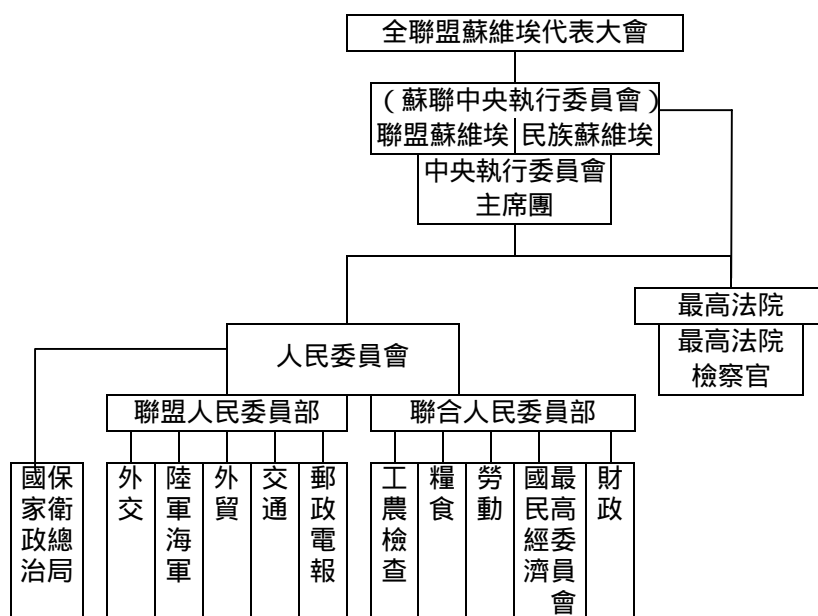 全聯盟蘇維埃代表大會
（蘇聯中央執行委員會）
聯盟蘇維埃 民族蘇維埃
中央執行委員會
主席團
最高法院
最高法院
檢察官
人民委員會
聯盟人民委員部
聯合人民委員部
國家政治
保衛總局
外交
陸軍海軍
外貿
交通
郵政電報
工農檢查
糧食
勞動
國民經濟
最高委員會
財政